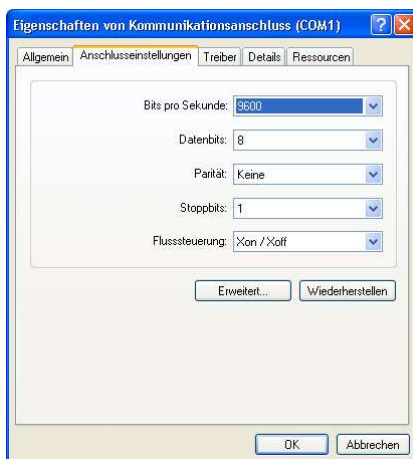 Eigenschaften von Kommunikationsanschluss (COM1)
Allgemein Anschlusseinstellungen Treiber Details Ressourcen
Bits pro Sekunde: 9600
Datenbits: 8
Parität: Keine
Stoppbits: 1
Flusssteuerung: Xon / Xoff
Erweitert... Wiederherstellen
OK Abbrechen